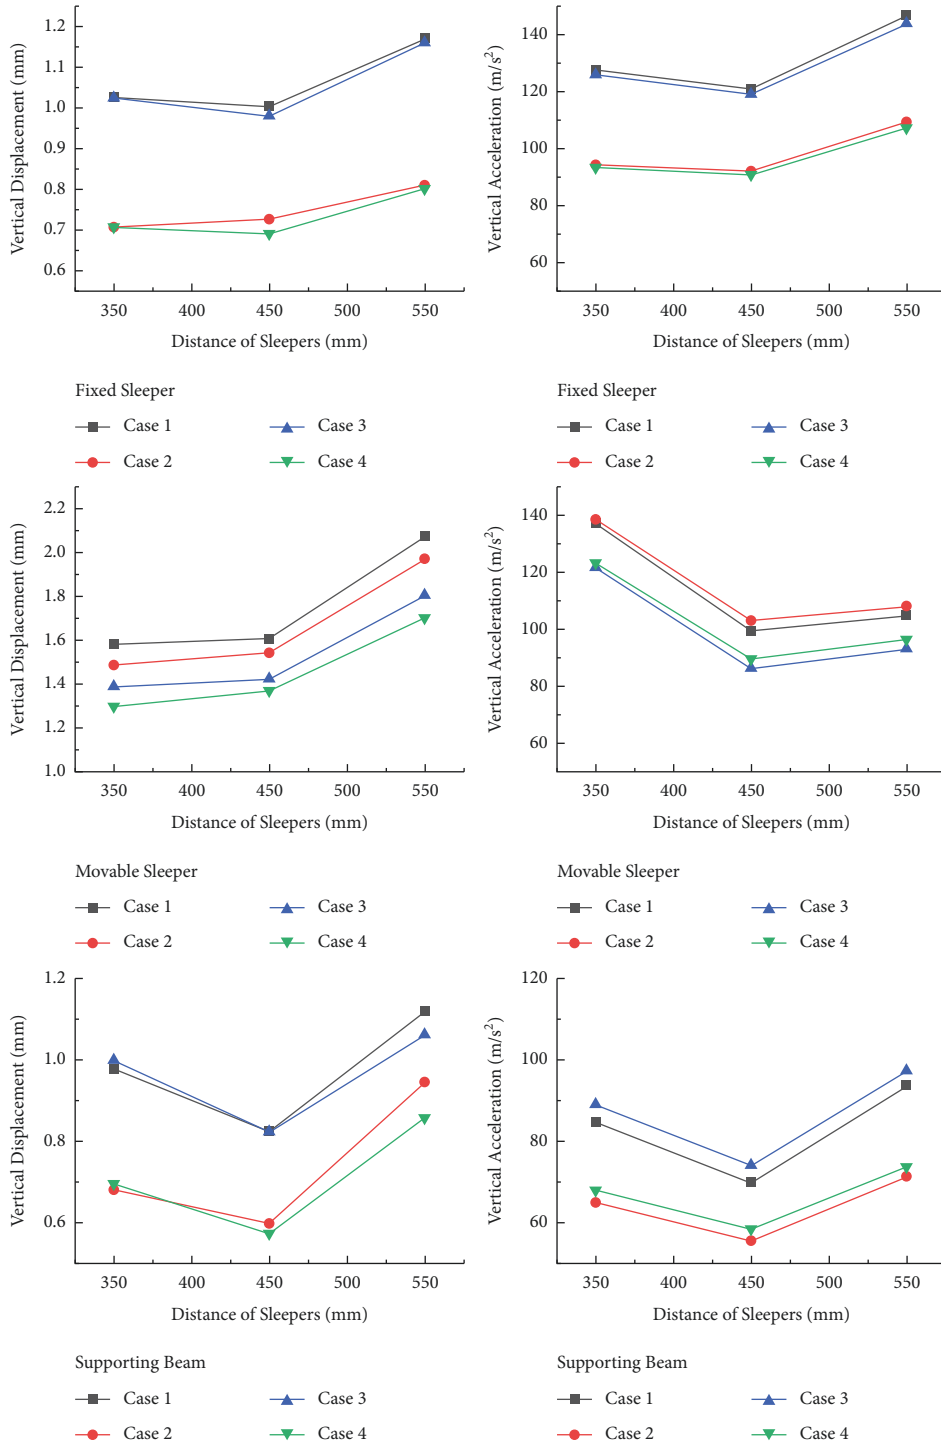 Vertical Displacement (mm)
1.2
1.1
1.0
0.9
0.8
0.7
0.6
350 400 450 500 550
Distance of Sleepers (mm)
Fixed Sleeper
Case 1 Case 3
Case 2 Case 4
Vertical Acceleration (m/s²)
140
120
100
80
60
350 400 450 500 550
Distance of Sleepers (mm)
Fixed Sleeper
Case 1 Case 3
Case 2 Case 4
Vertical Displacement (mm)
2.2
2.0
1.8
1.6
1.4
1.2
1.0
350 400 450 500 550
Distance of Sleepers (mm)
Movable Sleeper
Case 1 Case 3
Case 2 Case 4
Vertical Acceleration (m/s²)
140
120
100
80
60
350 400 450 500 550
Distance of Sleepers (mm)
Movable Sleeper
Case 1 Case 3
Case 2 Case 4
Vertical Displacement (mm)
1.2
1.0
0.8
0.6
350 400 450 500 550
Distance of Sleepers (mm)
Supporting Beam
Case 1 Case 3
Case 2 Case 4
Vertical Acceleration (m/s²)
120
100
80
60
350 400 450 500 550
Distance of Sleepers (mm)
Supporting Beam
Case 1 Case 3
Case 2 Case 4